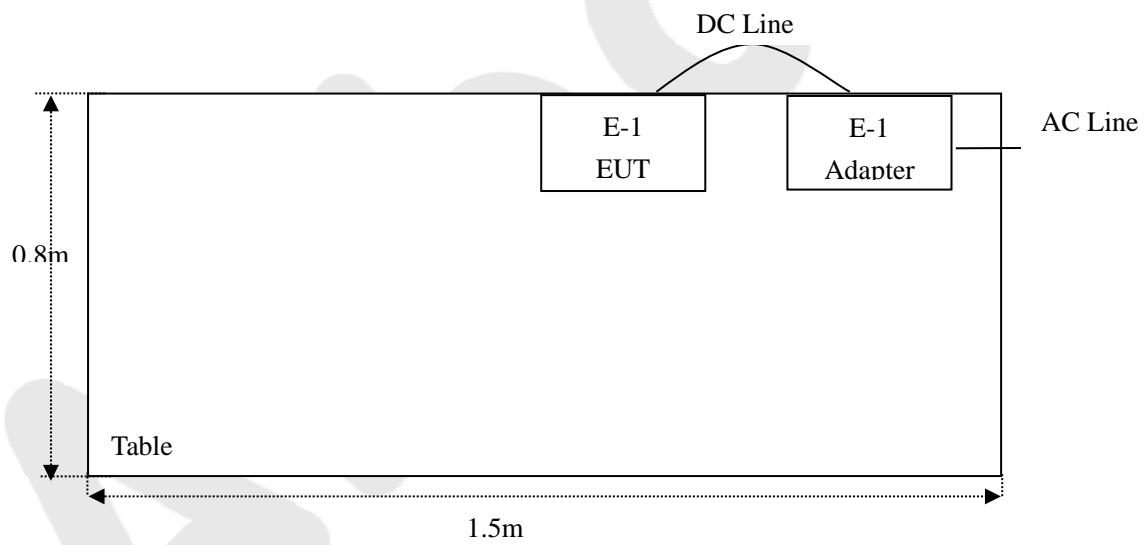 DC Line
E-1
EUT
E-1
Adapter
AC Line
0.8m
Table
1.5m